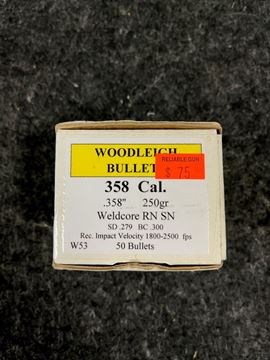 WOODLEIGH
BULLET
RELIABLE GUN
$ 75
358 Cal.
.358" 250gr
Weldcore RN SN
SD .279 BC .300
Rec. Impact Velocity 1800-2500 fps
W53 50 Bullets